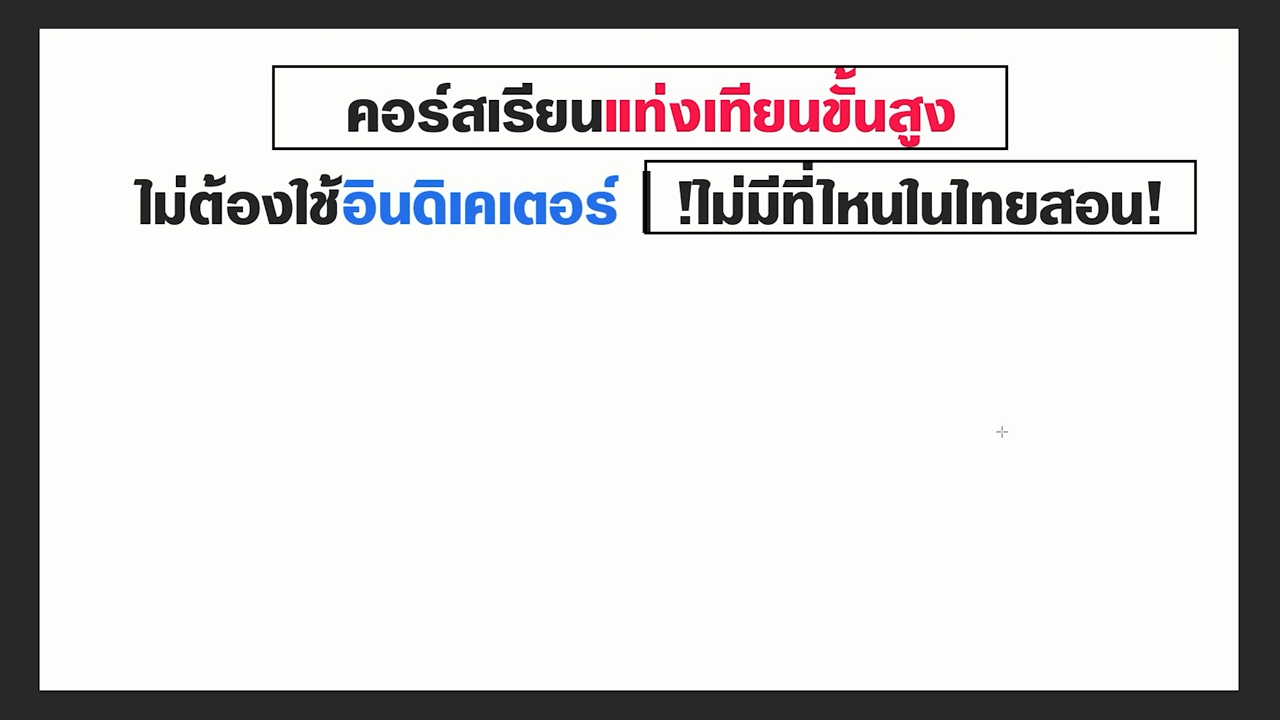 คอร์สเรียนแท่งเทียนขั้นสูง
ไม่ต้องใช้อินดิเคเตอร์ !ไม่มีที่ไหนในไทยสอน!